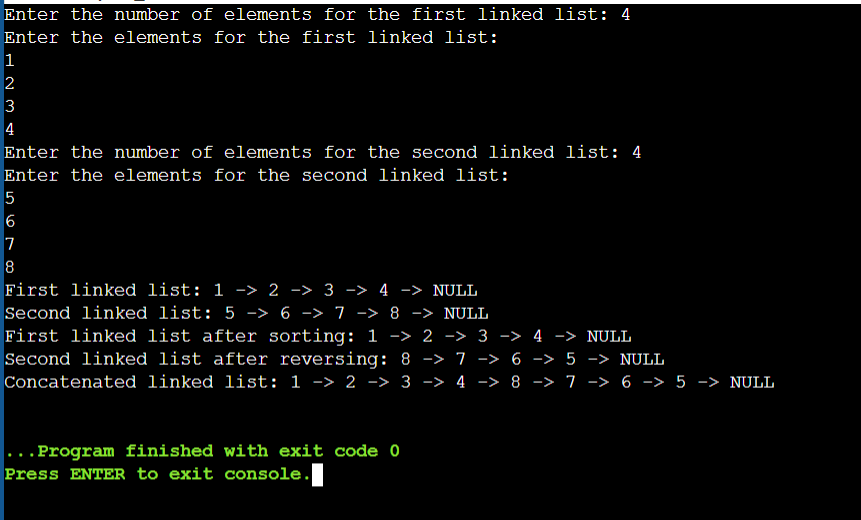 Enter the number of elements for the first linked list: 4
Enter the elements for the first linked list:
1
2
3
4
Enter the number of elements for the second linked list: 4
Enter the elements for the second linked list:
5
6
7
8
First linked list: 1 -> 2 -> 3 -> 4 -> NULL
Second linked list: 5 -> 6 -> 7 -> 8 -> NULL
First linked list after sorting: 1 -> 2 -> 3 -> 4 -> NULL
Second linked list after reversing: 8 -> 7 -> 6 -> 5 -> NULL
Concatenated linked list: 1 -> 2 -> 3 -> 4 -> 8 -> 7 -> 6 -> 5 -> NULL
...Program finished with exit code 0
Press ENTER to exit console.